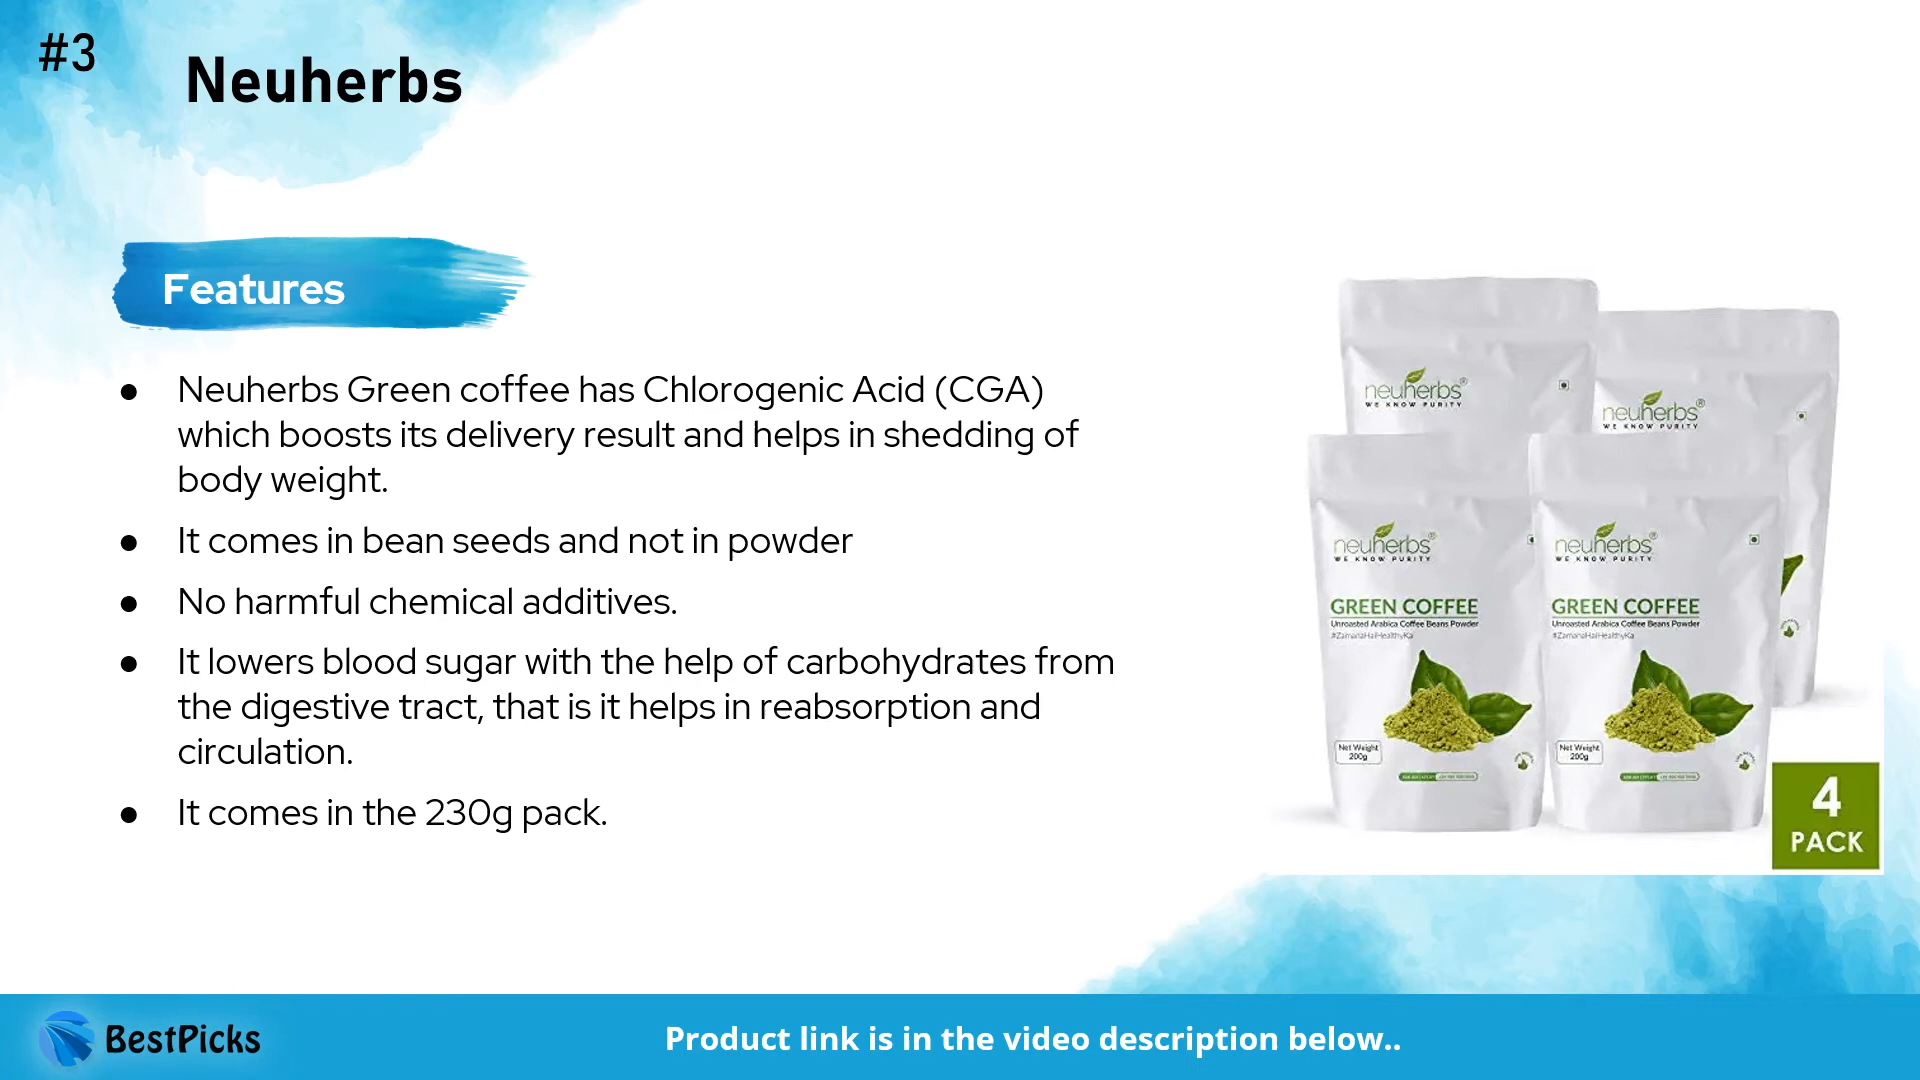 #3
Neuherbs
Features
● Neuherbs Green coffee has Chlorogenic Acid (CGA)
which boosts its delivery result and helps in shedding of
body weight.
● It comes in bean seeds and not in powder
● No harmful chemical additives.
● It lowers blood sugar with the help of carbohydrates from
the digestive tract, that is it helps in reabsorption and
circulation.
● It comes in the 230g pack.
neuherbs®
WE KNOW PURITY
neuherbs®
WE KNOW PURITY
neuherbs®
WE KNOW PURITY
GREEN COFFEE
Unroasted Arabica Coffee Beans Powder
#ZamanaHaiHealthyKa
Net Weight
200g
neuherbs®
WE KNOW PURITY
GREEN COFFEE
Unroasted Arabica Coffee Beans Powder
#ZamanaHaiHealthyKa
Net Weight
200g
4
PACK
BestPicks
Product link is in the video description below..